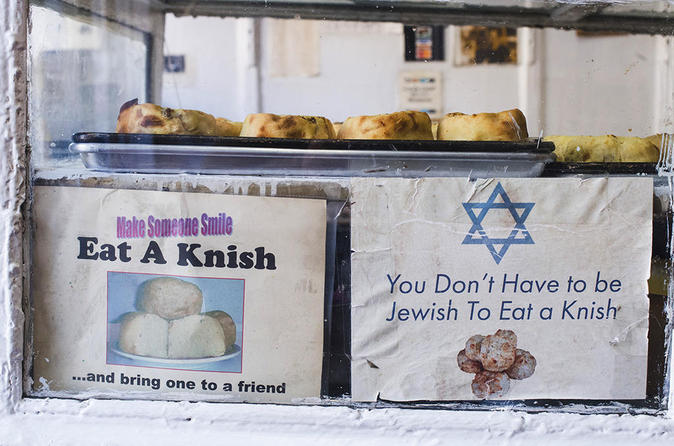 Make Someone Smile
Eat A Knish
...and bring one to a friend
You Don't Have to be
Jewish To Eat a Knish